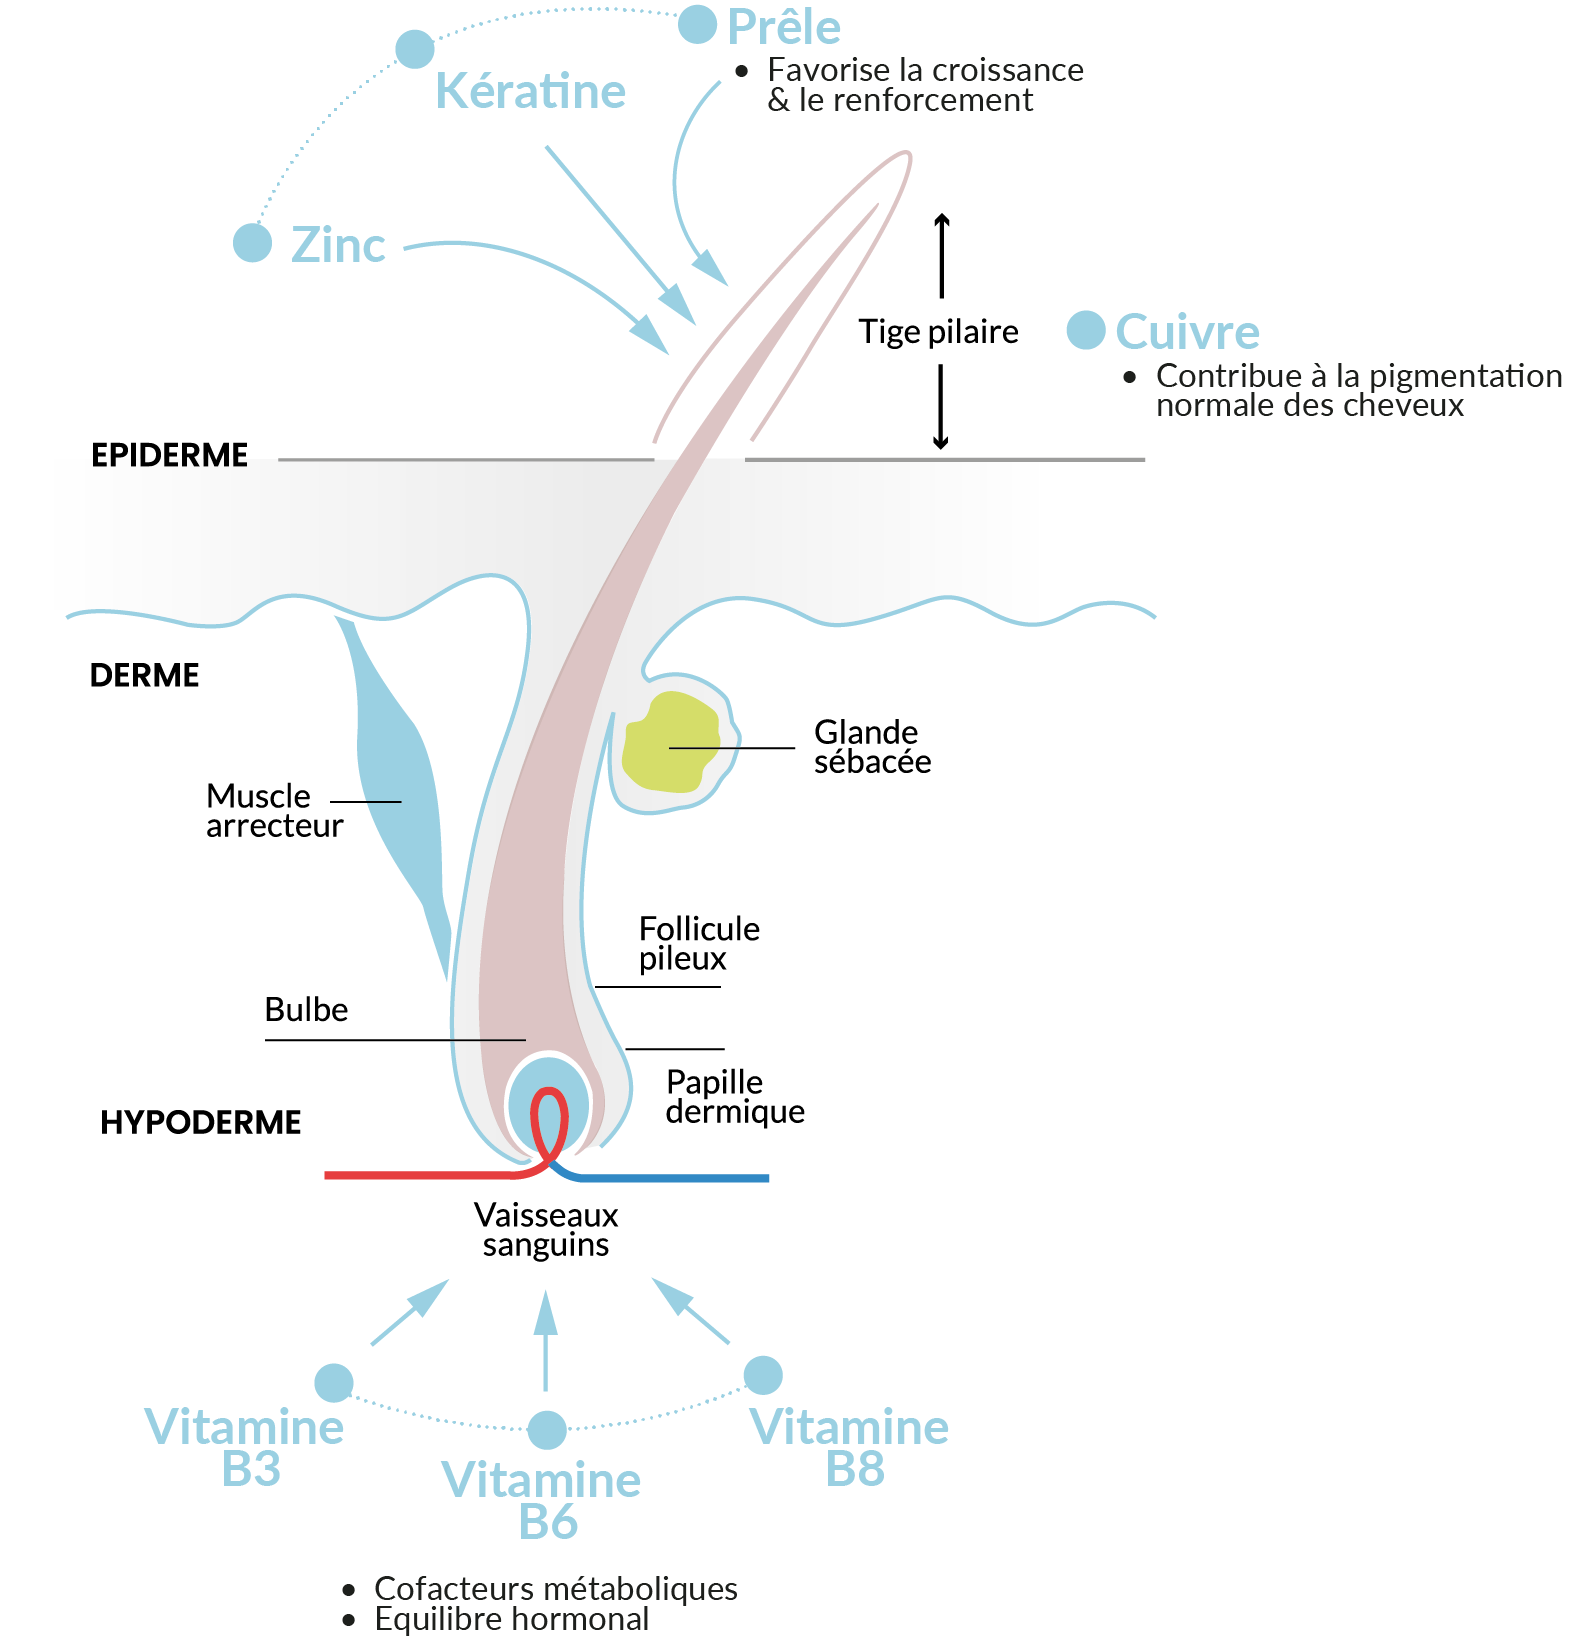 Prêle
• Favorise la croissance
& le renforcement
Kératine
Zinc
Tige pilaire
Cuivre
• Contribue à la pigmentation
normale des cheveux
EPIDERME
DERME
Glande
sébacée
Muscle
arrecteur
Follicule
pileux
Bulbe
Papille
dermique
HYPODERME
Vaisseaux
sanguins
Vitamine
B3
Vitamine
B6
Vitamine
B8
• Cofacteurs métaboliques
• Equilibre hormonal